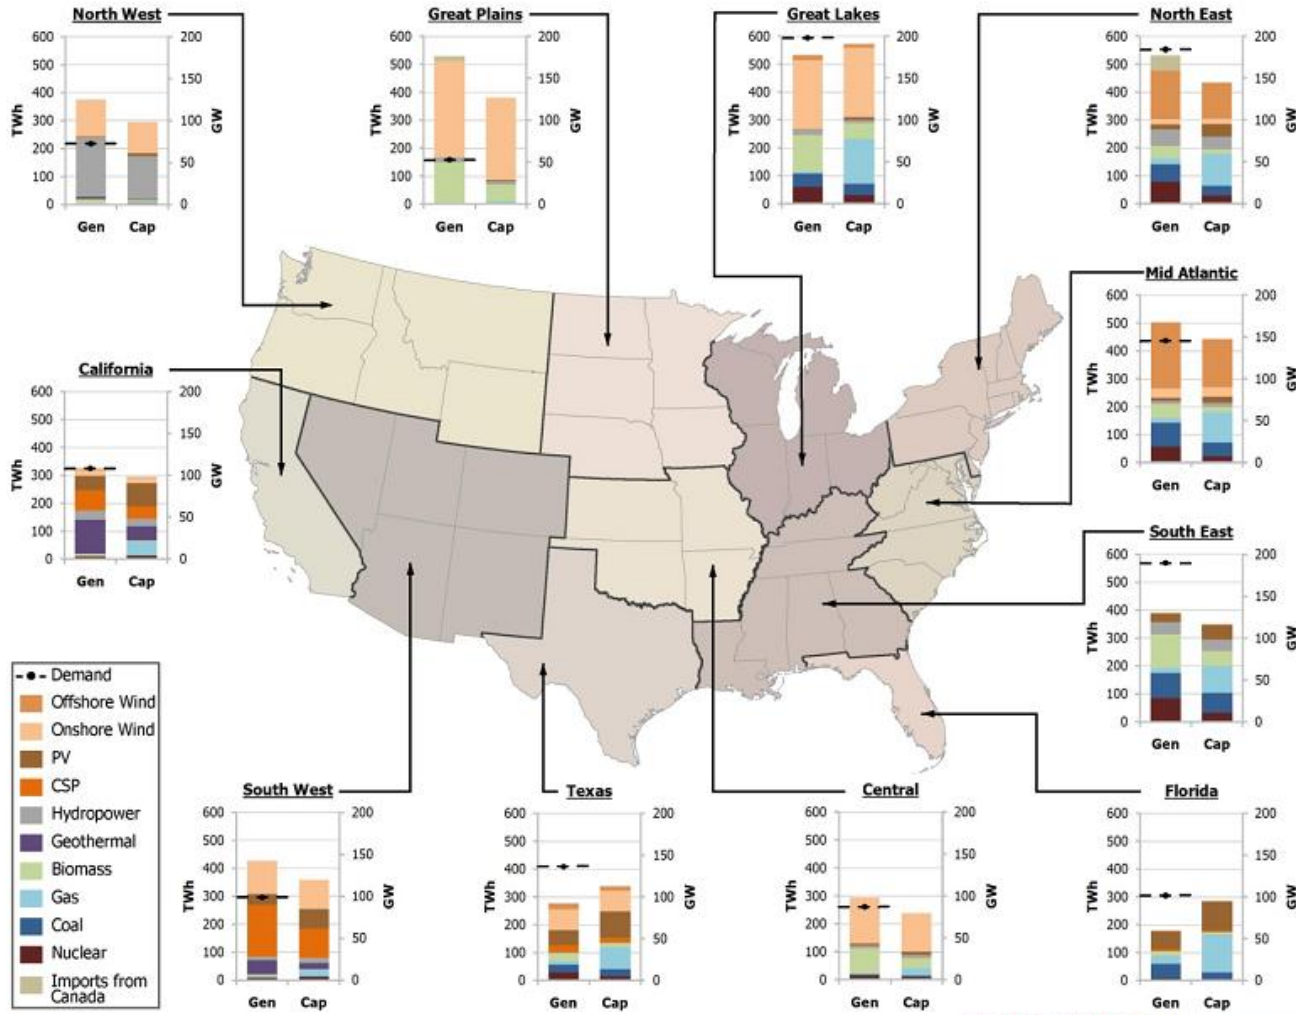 North West
600
500
400
300
200
100
0
TWh
200
150
100
50
0
GW
Gen Cap
Great Plains
600
500
400
300
200
100
0
TWh
200
150
100
50
0
GW
Gen Cap
Great Lakes
600
500
400
300
200
100
0
TWh
200
150
100
50
0
GW
Gen Cap
North East
600
500
400
300
200
100
0
TWh
200
150
100
50
0
GW
Gen Cap
Mid Atlantic
600
500
400
300
200
100
0
TWh
200
150
100
50
0
GW
Gen Cap
California
600
500
400
300
200
100
0
TWh
200
150
100
50
0
GW
Gen Cap
South East
600
500
400
300
200
100
0
TWh
200
150
100
50
0
GW
Gen Cap
Demand
Offshore Wind
Onshore Wind
PV
CSP
Hydropower
Geothermal
Biomass
Gas
Coal
Nuclear
Imports from
Canada
South West
600
500
400
300
200
100
0
TWh
200
150
100
50
0
GW
Gen Cap
Texas
600
500
400
300
200
100
0
TWh
200
150
100
50
0
GW
Gen Cap
Central
600
500
400
300
200
100
0
TWh
200
150
100
50
0
GW
Gen Cap
Florida
600
500
400
300
200
100
0
TWh
200
150
100
50
0
GW
Gen Cap